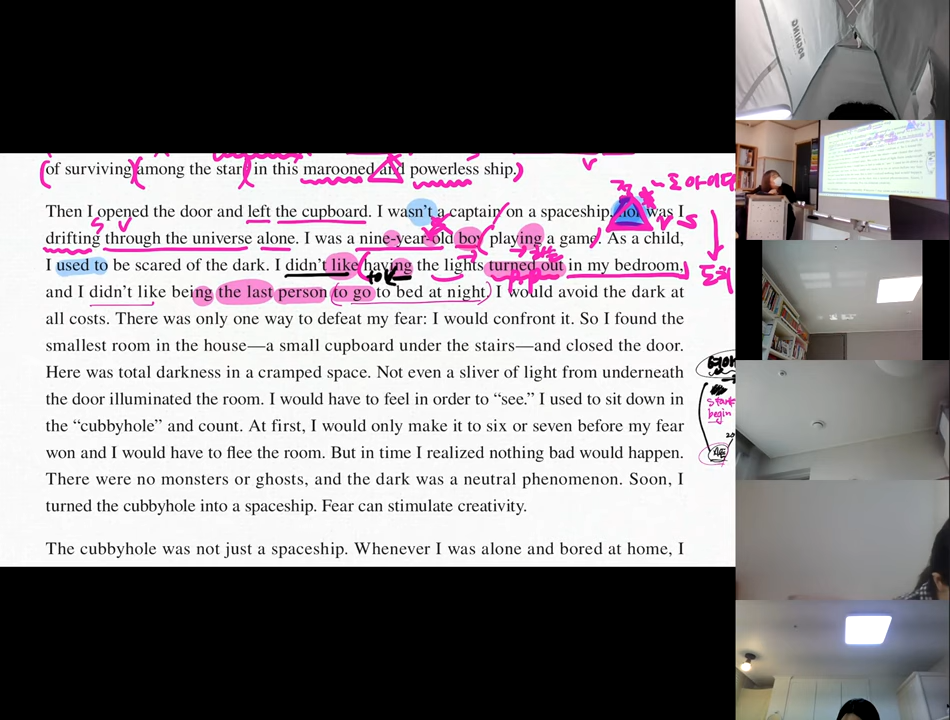 of surviving among the stars in this marooned and powerless ship.
Then I opened the door and left the cupboard. I wasn't a captain on a spaceship, nor was I
drifting through the universe alone. I was a nine-year-old boy playing a game. As a child,
I used to be scared of the dark. I didn't like having the lights turned out in my bedroom,
and I didn't like being the last person to go to bed at night. I would avoid the dark at
all costs. There was only one way to defeat my fear: I would confront it. So I found the
smallest room in the house—a small cupboard under the stairs—and closed the door.
Here was total darkness in a cramped space. Not even a sliver of light from underneath
the door illuminated the room. I would have to feel in order to “see.” I used to sit down in
the “cubbyhole” and count. At first, I would only make it to six or seven before my fear
won and I would have to flee the room. But in time I realized nothing bad would happen.
There were no monsters or ghosts, and the dark was a neutral phenomenon. Soon, I
turned the cubbyhole into a spaceship. Fear can stimulate creativity.
The cubbyhole was not just a spaceship. Whenever I was alone and bored at home, I
S V
V S
V
start
begin